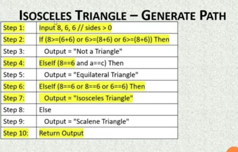 ISOSCELES TRIANGLE – GENERATE PATH
Step 1: Input 8, 6, 6 // sides > 0
Step 2: If (8>=(6+6) or 6>=(8+6) or 6>=(8+6)) Then
Step 3: Output = "Not a Triangle"
Step 4: ElseIf (8==6 and a==c) Then
Step 5: Output = "Equilateral Triangle"
Step 6: ElseIf (8==6 or 8==6 or 6==6) Then
Step 7: Output = "Isosceles Triangle"
Step 8: Else
Step 9: Output = "Scalene Triangle"
Step 10: Return Output